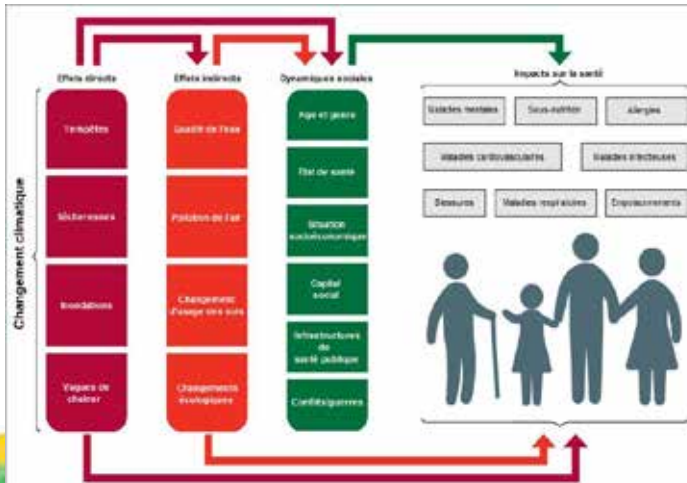 Effets directs
Effets indirects
Dynamiques sociales
Impacts sur la santé
Changement climatique
Tempêtes
Sécheresses
Inondations
Vagues de
chaleur
Qualité de l'eau
Pollution de l'air
Changement
d'usage des sols
Changements
écologiques
Age et genre
État de santé
Situation
socioéconomique
Capital
social
Infrastructures
de
santé publique
Conflits/guerres
Maladies mentales
Sous-nutrition
Allergies
Maladies cardiovasculaires
Maladies infectieuses
Blessures
Maladies respiratoires
Empoisonnements